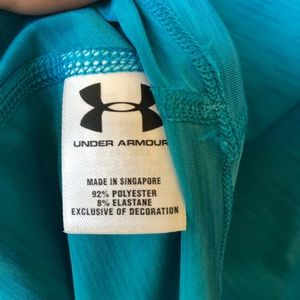 UNDER ARMOUR
MADE IN SINGAPORE
92% POLYESTER
8% ELASTANE
EXCLUSIVE OF DECORATION